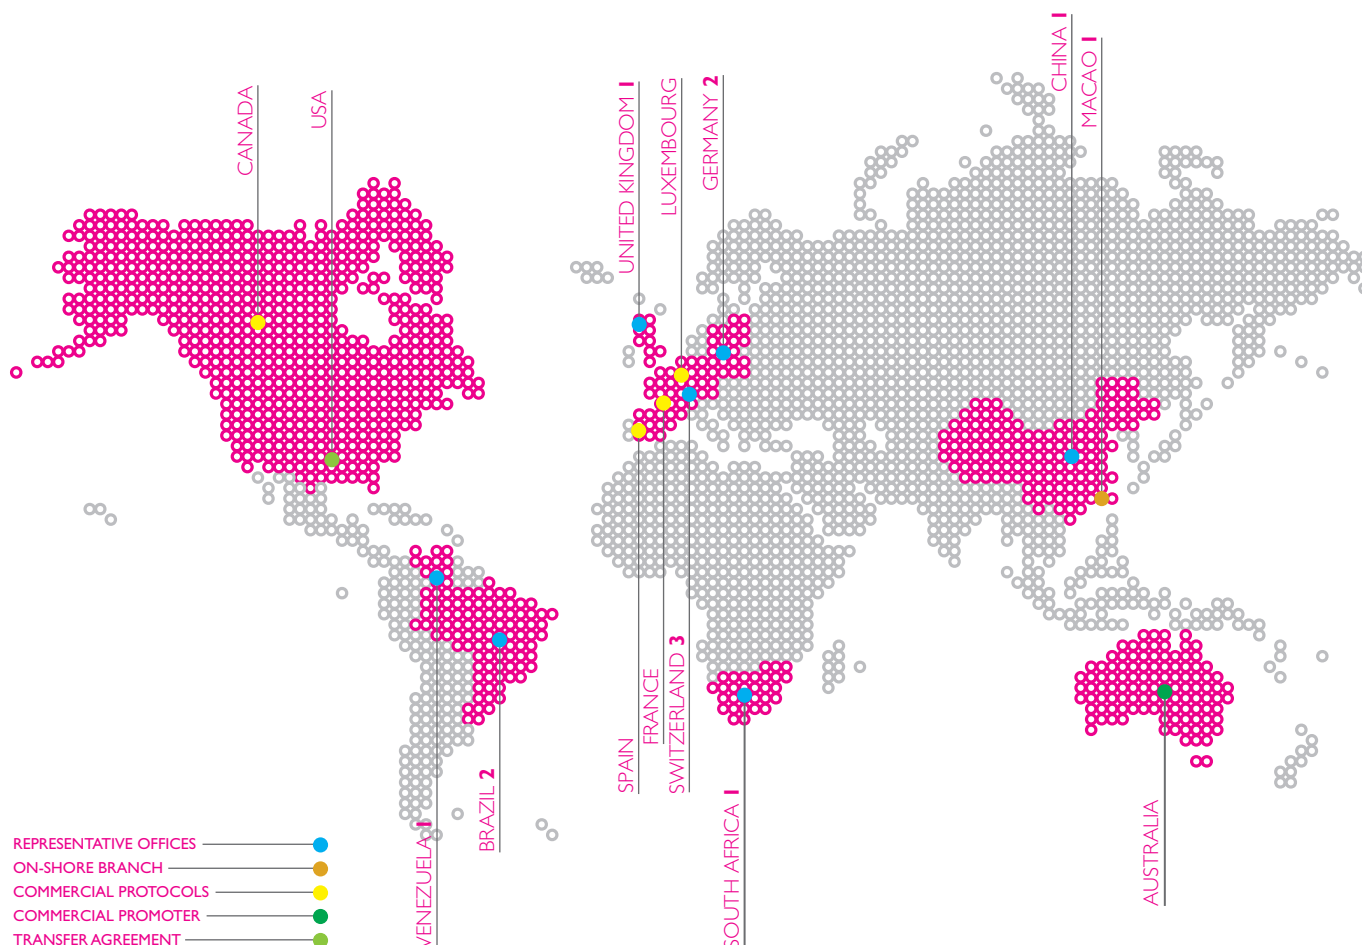 CANADA
USA
UNITED KINGDOM 1
LUXEMBOURG
GERMANY 2
CHINA 1
MACAO 1
SPAIN
FRANCE
SWITZERLAND 3
VENEZUELA 1
BRAZIL 2
SOUTH AFRICA 1
AUSTRALIA
REPRESENTATIVE OFFICES
ON-SHORE BRANCH
COMMERCIAL PROTOCOLS
COMMERCIAL PROMOTER
TRANSFER AGREEMENT